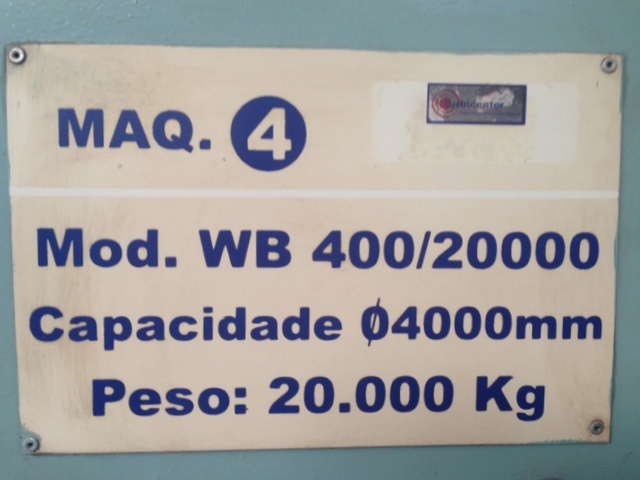 MAQ. 4
Mod. WB 400/20000
Capacidade Ø4000mm
Peso: 20.000 Kg